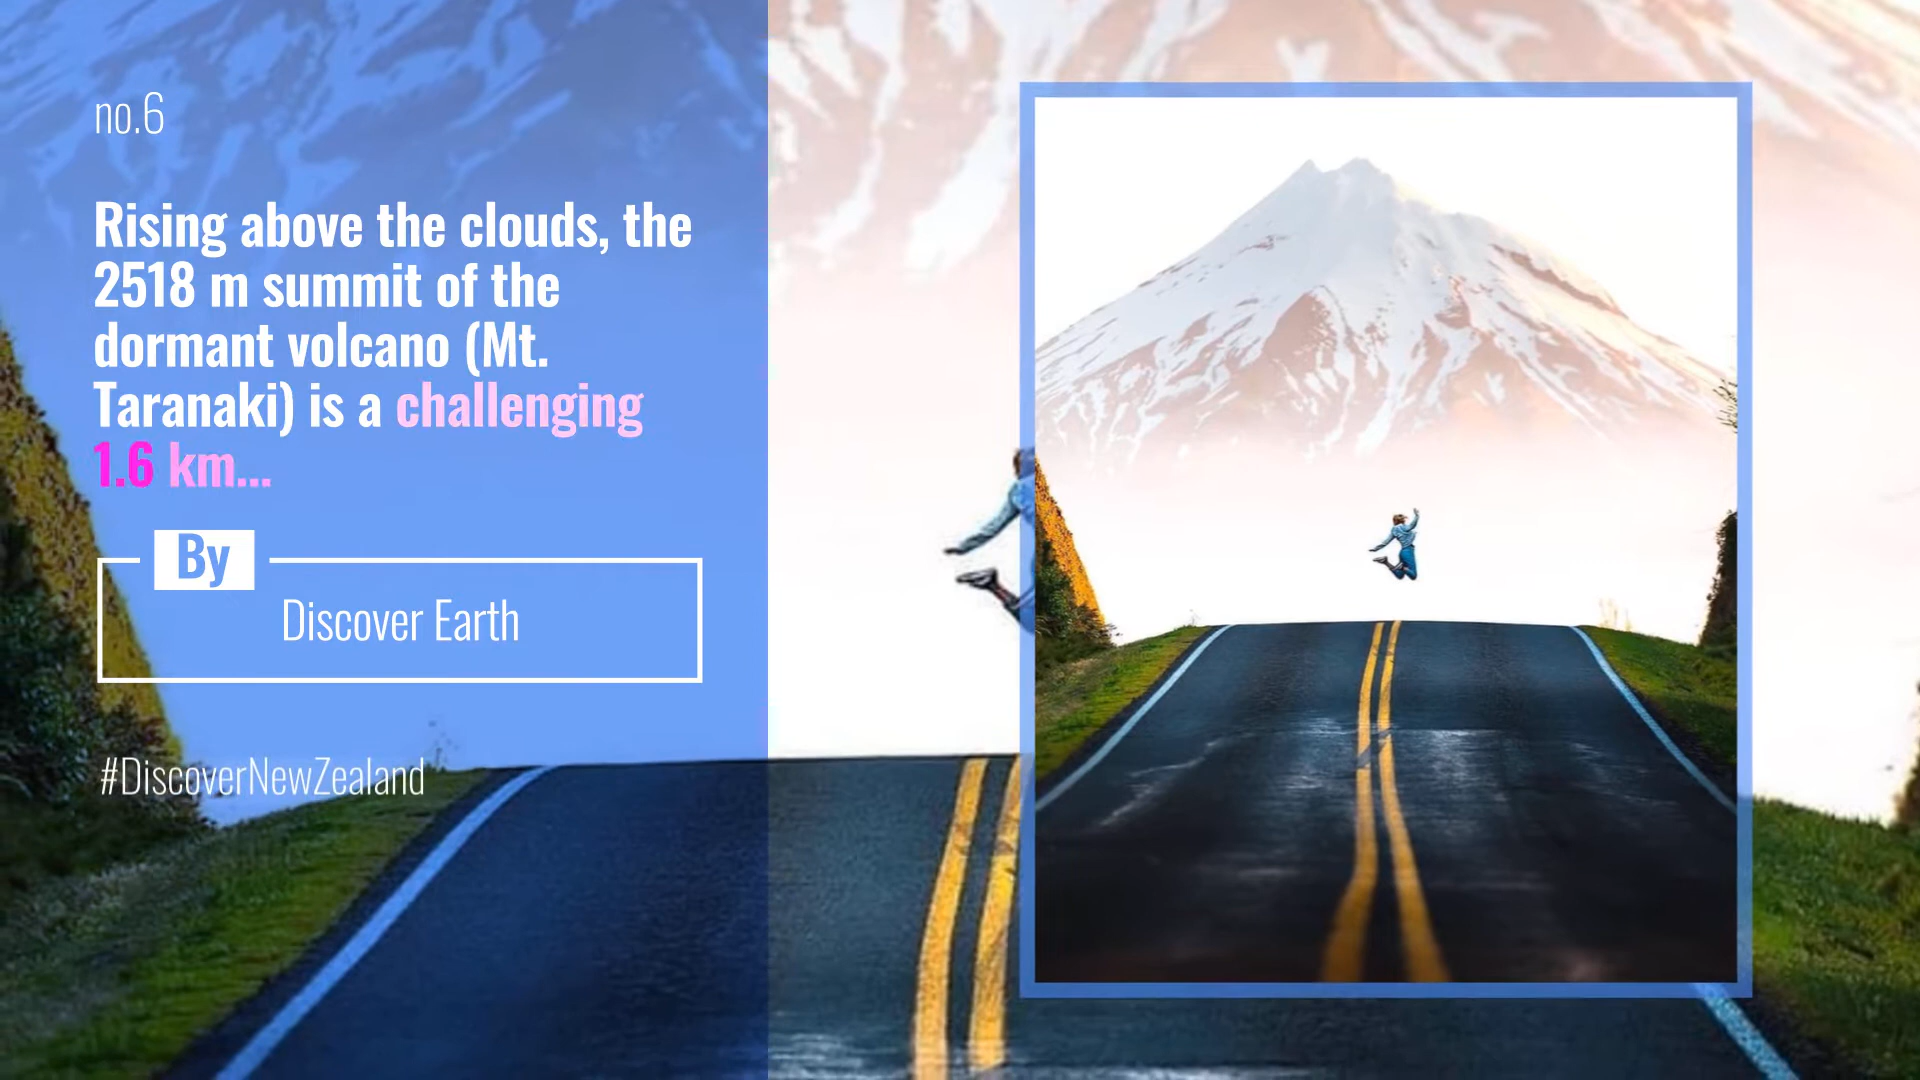 no.6
Rising above the clouds, the
2518 m summit of the
dormant volcano (Mt.
Taranaki) is a challenging
1.6 km...
By
Discover Earth
#DiscoverNewZealand